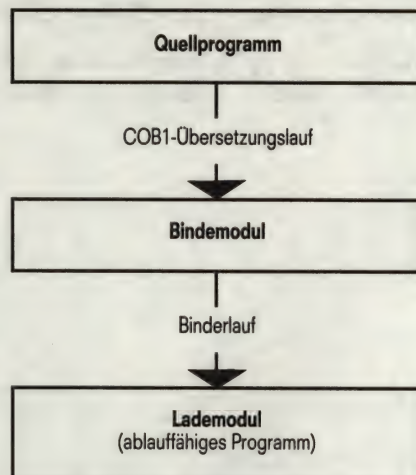 Quellprogramm
COB1-Übersetzungslauf
Bindemodul
Binderlauf
Lademodul
(ablauffähiges Programm)